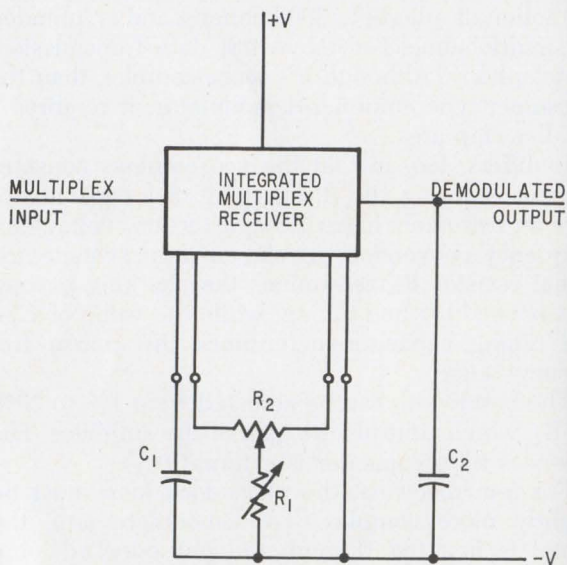 +V
MULTIPLEX
INPUT
INTEGRATED
MULTIPLEX
RECEIVER
DEMODULATED
OUTPUT
R2
C1
R1
C2
-V